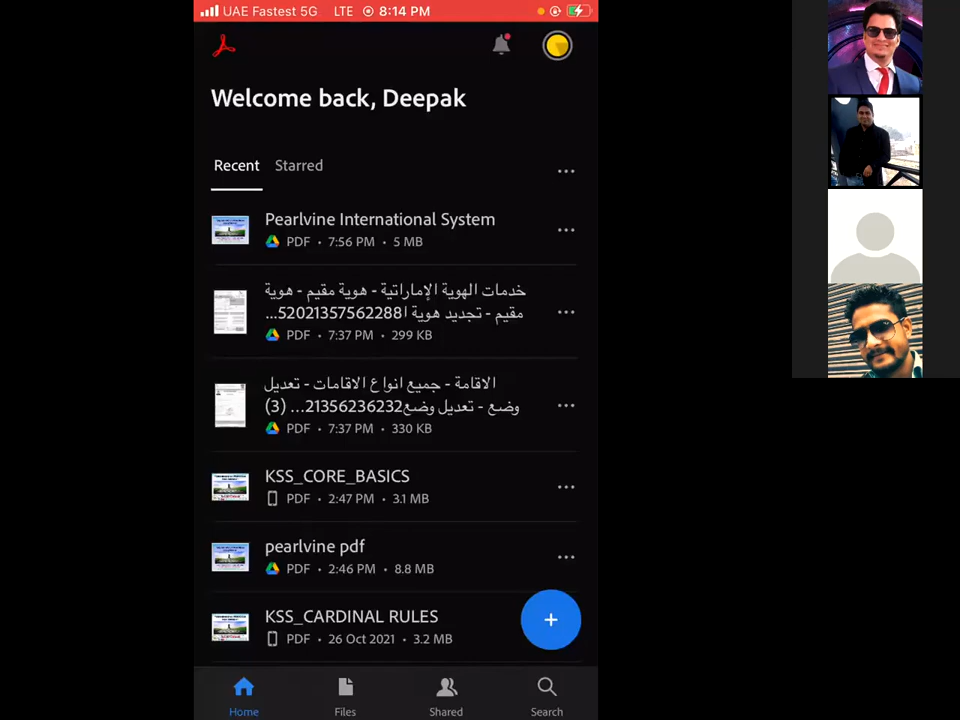 UAE Fastest 5G LTE 8:14 PM
Welcome back, Deepak
Recent Starred
Pearlvine International System
PDF • 7:56 PM • 5 MB
خدمات الهوية الإماراتية - هوية مقيم - هوية
مقيم - تجديد هوية ا52021357562288...
PDF • 7:37 PM • 299 KB
الاقامة - جميع انواع الاقامات - تعديل
وضع - تعديل وضع21356236232... (3)
PDF • 7:37 PM • 330 KB
KSS_CORE_BASICS
PDF • 2:47 PM • 3.1 MB
pearlvine pdf
PDF • 2:46 PM • 8.8 MB
KSS_CARDINAL RULES
PDF • 26 Oct 2021 • 3.2 MB
Home Files Shared Search